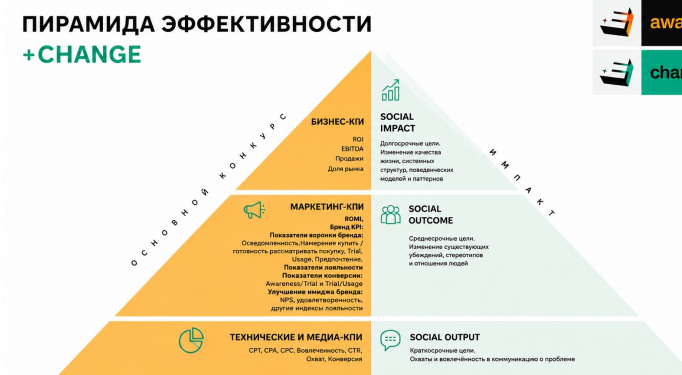 ПИРАМИДА ЭФФЕКТИВНОСТИ
+CHANGE
awa
chan
ОСНОВНОЙ КОНКУРС
ИМПАКТ
БИЗНЕС-КПИ
ROI
EBITDA
Продажи
Доля рынка
SOCIAL
IMPACT
Долгосрочные цели.
Изменение качества
жизни, системных
структур, поведенческих
моделей и паттернов
МАРКЕТИНГ-КПИ
ROMI,
Бренд KPI:
Показатели воронки бренда:
Осведомленность,Намерение купить /
готовность рассматривать покупку, Trial,
Usage, Предпочтение,
Показатели лояльности
Показатели конверсии:
Awareness/Trial и Trial/Usage
Улучшение имиджа бренда:
NPS, удовлетворенность,
другие индексы лояльности
SOCIAL
OUTCOME
Среднесрочные цели.
Изменение существующих
убеждений, стереотипов
и отношения людей
ТЕХНИЧЕСКИЕ И МЕДИА-КПИ
CPT, CPA, CPC, Вовлеченность, CTR,
Охват, Конверсия
SOCIAL OUTPUT
Краткосрочные цели.
Охваты и вовлечённость в коммуникацию о проблеме